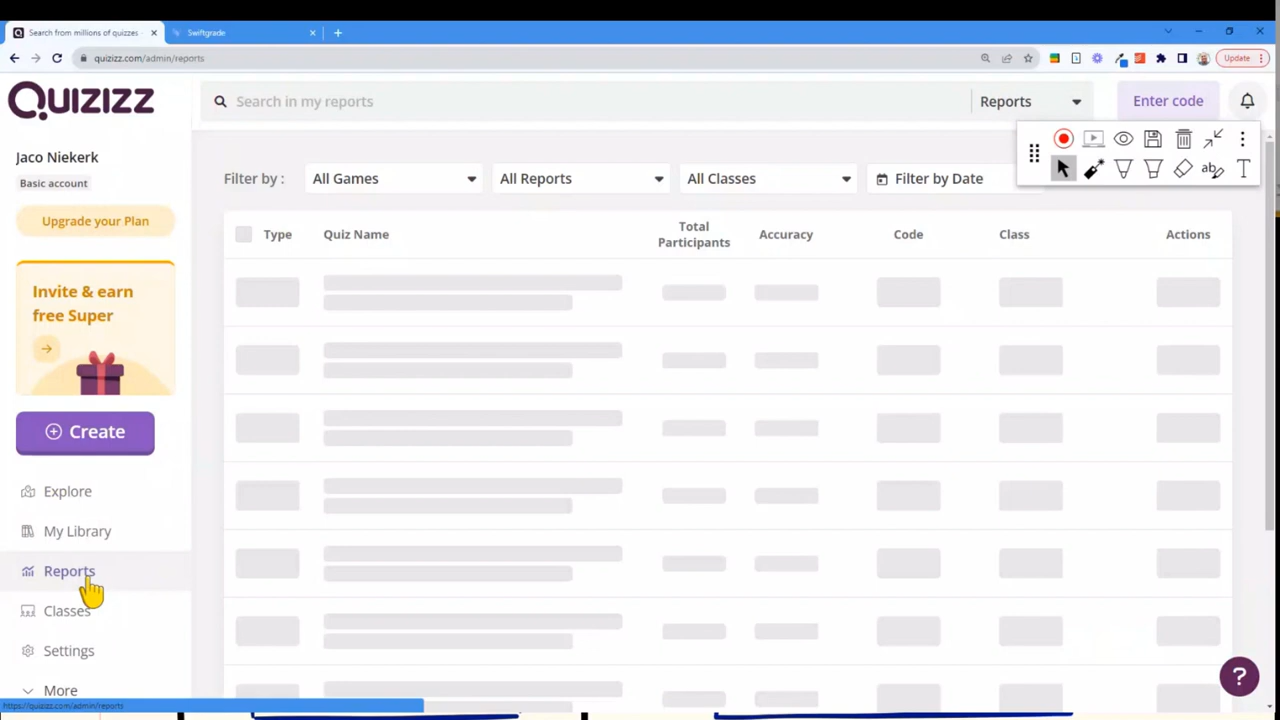 Search from millions of quizzes
Swiftgrade
quizizz.com/admin/reports
Update
QUIZIZZ
Search in my reports
Reports
Enter code
Jaco Niekerk
Basic account
Upgrade your Plan
Invite & earn
free Super
Create
Explore
My Library
Reports
Classes
Settings
More
Filter by :
All Games
All Reports
All Classes
Filter by Date
Type
Quiz Name
Total
Participants
Accuracy
Code
Class
Actions
ab
T
?
https://quizizz.com/admin/reports